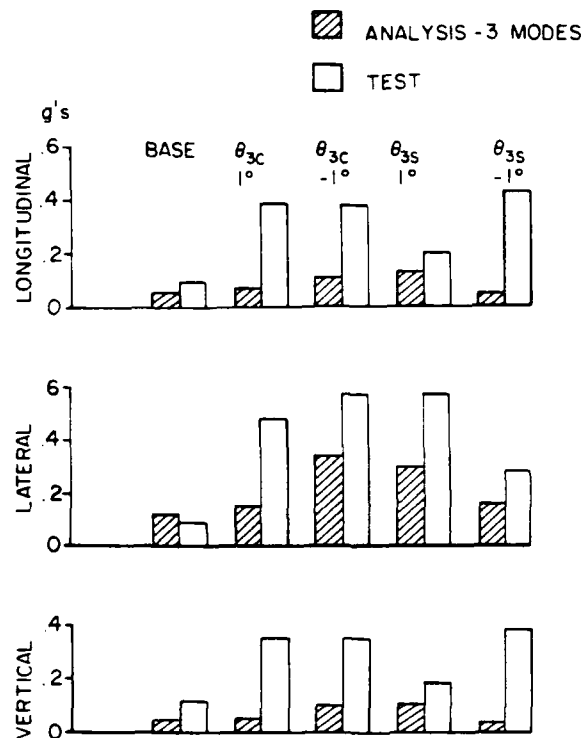 ANALYSIS - 3 MODES
TEST
g's
BASE θ3C 1° θ3C -1° θ3S 1° θ3S -1°
LONGITUDINAL
.6
.4
.2
0
LATERAL
.6
.4
.2
0
VERTICAL
.4
.2
0